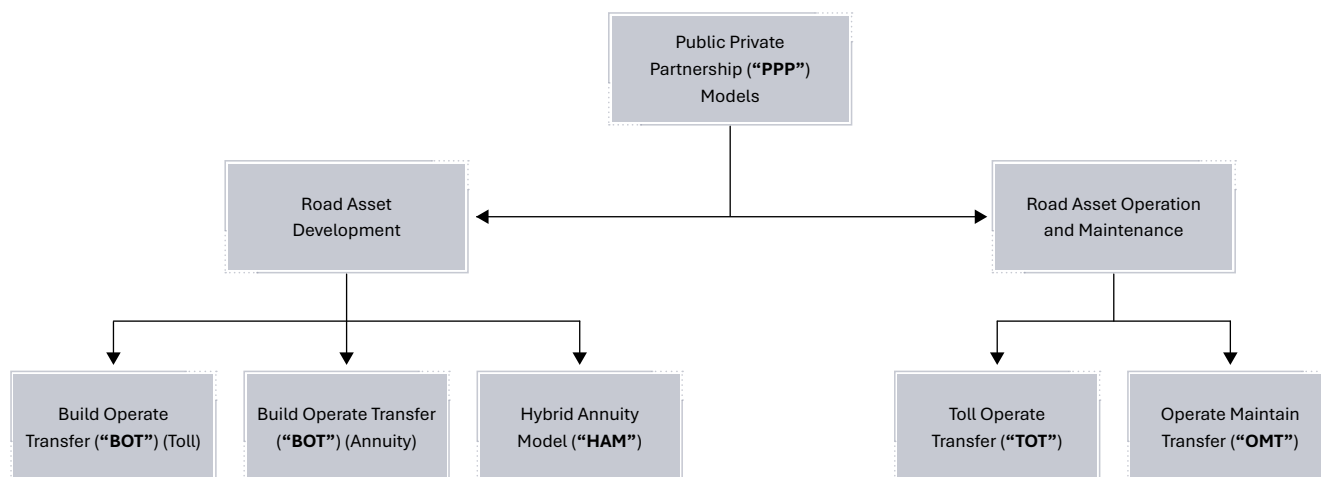 Public Private
Partnership (“PPP”)
Models
Road Asset
Development
Road Asset Operation
and Maintenance
Build Operate
Transfer (“BOT”) (Toll)
Build Operate Transfer
(“BOT”) (Annuity)
Hybrid Annuity
Model (“HAM”)
Toll Operate
Transfer (“TOT”)
Operate Maintain
Transfer (“OMT”)